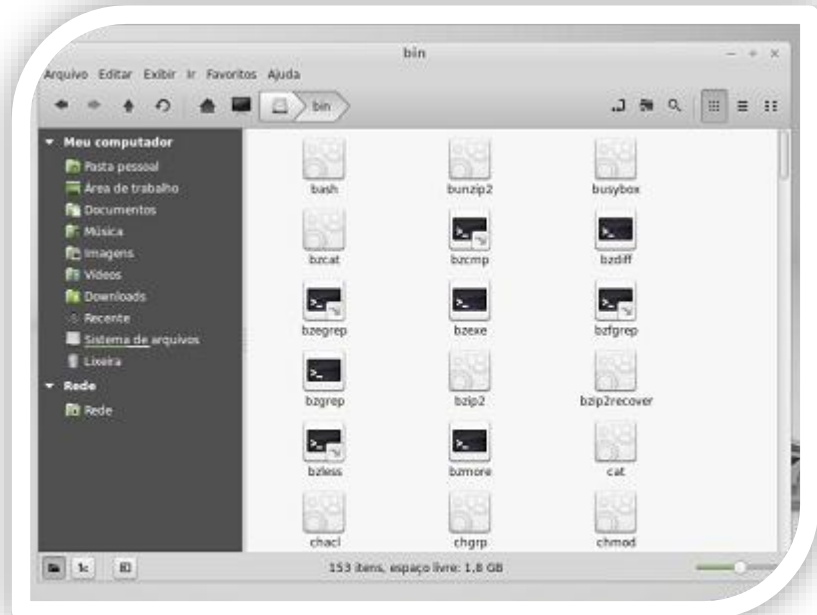 bin
Arquivo Editar Exibir Ir Favoritos Ajuda
bin
Meu computador
Pasta pessoal
Área de trabalho
Documentos
Música
Imagens
Vídeos
Downloads
Recente
Sistema de arquivos
Lixeira
Rede
Rede
bash bunzip2 busybox
bzcat bzcmp bzdiff
bzegrep bzexe bzfgrep
bzgrep bzip2 bzip2recover
bzless bzmore cat
chacl chgrp chmod
153 itens, espaço livre: 1,8 GB